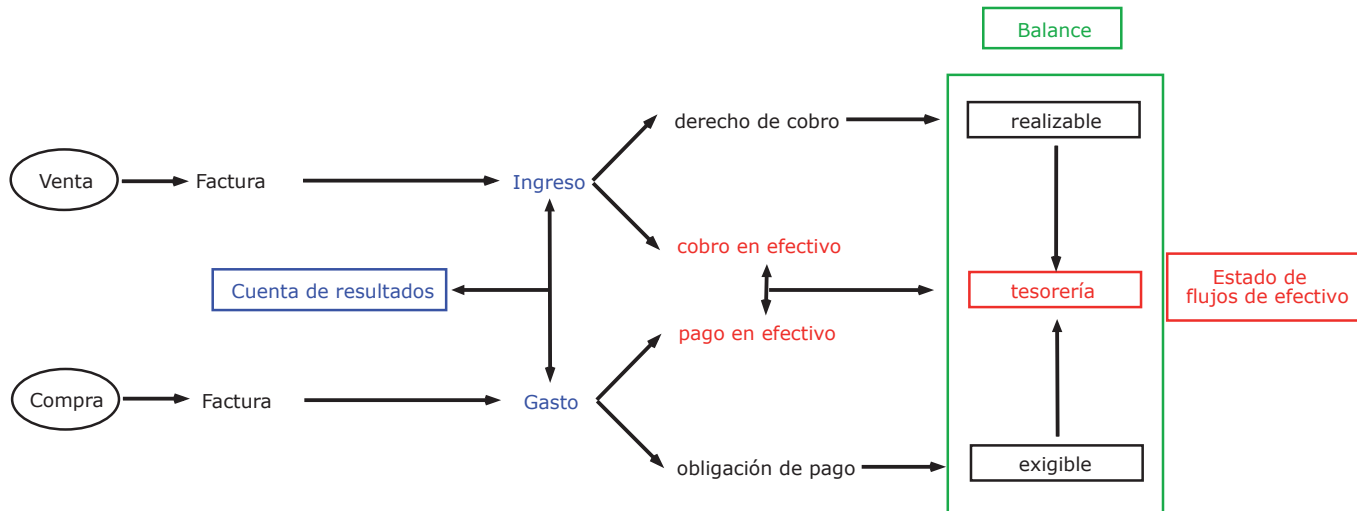 Balance
derecho de cobro
realizable
Venta
Factura
Ingreso
cobro en efectivo
Cuenta de resultados
tesorería
Estado de
flujos de efectivo
pago en efectivo
Compra
Factura
Gasto
obligación de pago
exigible